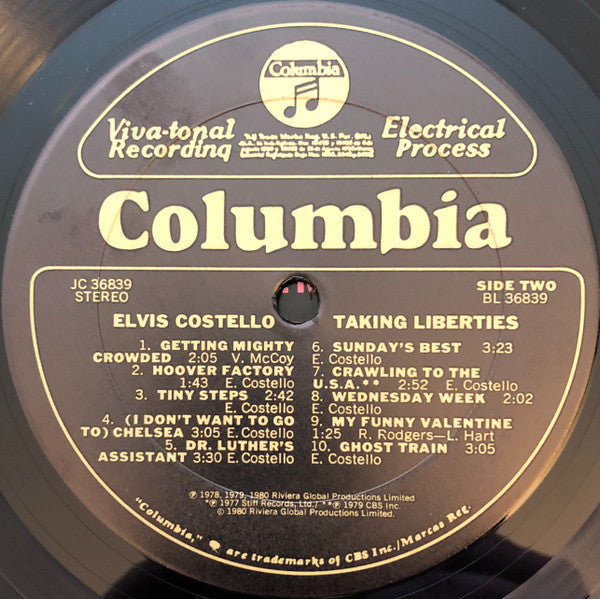 Columbia
Viva-tonal
Recording
Electrical
Process
Columbia
JC 36839
STEREO
SIDE TWO
BL 36839
ELVIS COSTELLO
TAKING LIBERTIES
1. GETTING MIGHTY
CROWDED 2:05 V. McCoy
2. HOOVER FACTORY
1:43 E. Costello
3. TINY STEPS 2:42
E. Costello
4. (I DON'T WANT TO GO
TO) CHELSEA 3:05 E. Costello
5. DR. LUTHER'S
ASSISTANT 3:30 E. Costello
6. SUNDAY'S BEST 3:23
E. Costello
7. CRAWLING TO THE
U.S.A.** 2:52 E. Costello
8. WEDNESDAY WEEK 2:02
E. Costello
9. MY FUNNY VALENTINE
1:25 R. Rodgers—L. Hart
10. GHOST TRAIN 3:05
E. Costello
℗ 1978, 1979, 1980 Riviera Global Productions Limited
*℗ 1977 Stiff Records, Ltd./ **℗ 1979 CBS Inc.
© 1980 Riviera Global Productions Limited.
"Columbia," are trademarks of CBS Inc./Marcas Reg.